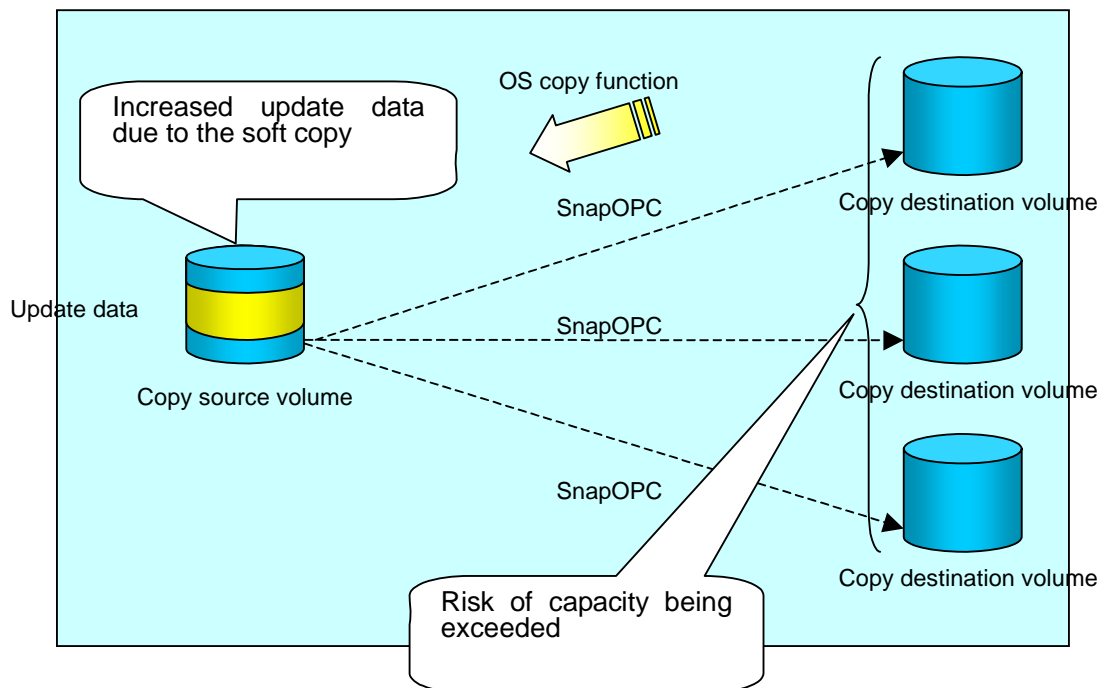 OS copy function
Increased update data
due to the soft copy
SnapOPC
Copy destination volume
Update data
SnapOPC
Copy source volume
Copy destination volume
SnapOPC
Copy destination volume
Risk of capacity being
exceeded